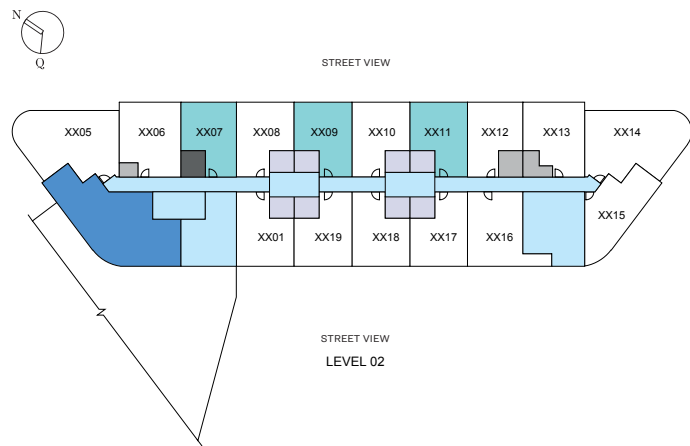 N
Q
STREET VIEW
XX05
XX06
XX07
XX08
XX09
XX10
XX11
XX12
XX13
XX14
XX15
XX01
XX19
XX18
XX17
XX16
STREET VIEW
LEVEL 02